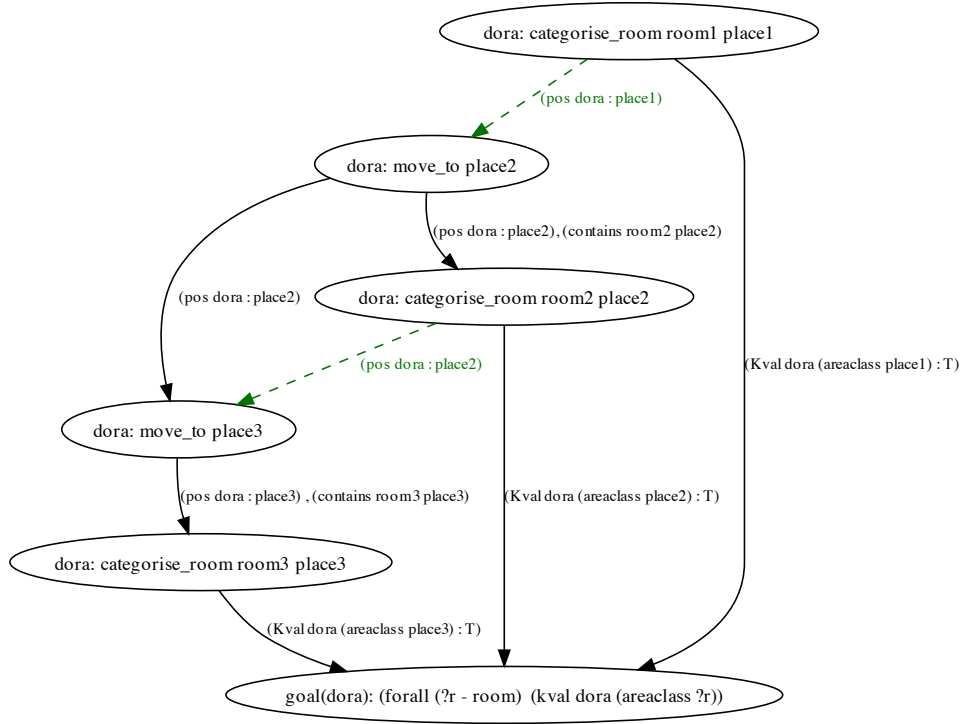 dora: categorise_room room1 place1
(pos dora : place1)
dora: move_to place2
(pos dora : place2), (contains room2 place2)
(pos dora : place2)
dora: categorise_room room2 place2
(pos dora : place2)
(Kval dora (areaclass place1) : T)
dora: move_to place3
(pos dora : place3) , (contains room3 place3)
(Kval dora (areaclass place2) : T)
dora: categorise_room room3 place3
(Kval dora (areaclass place3) : T)
goal(dora): (forall (?r - room)  (kval dora (areaclass ?r))